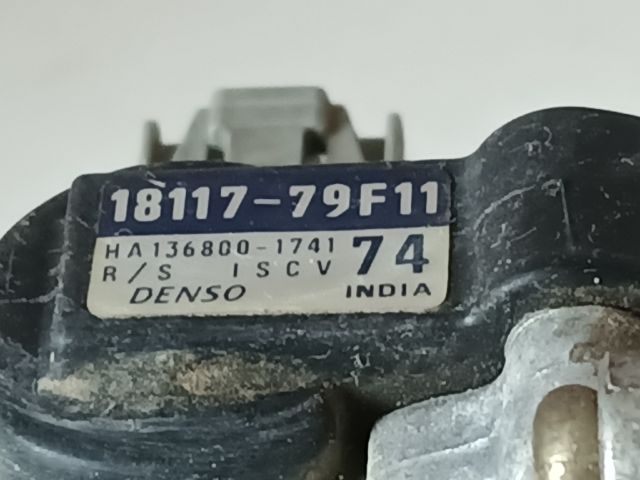 18117-79F11
HA136800-1741 74
R/S ISCV
DENSO INDIA